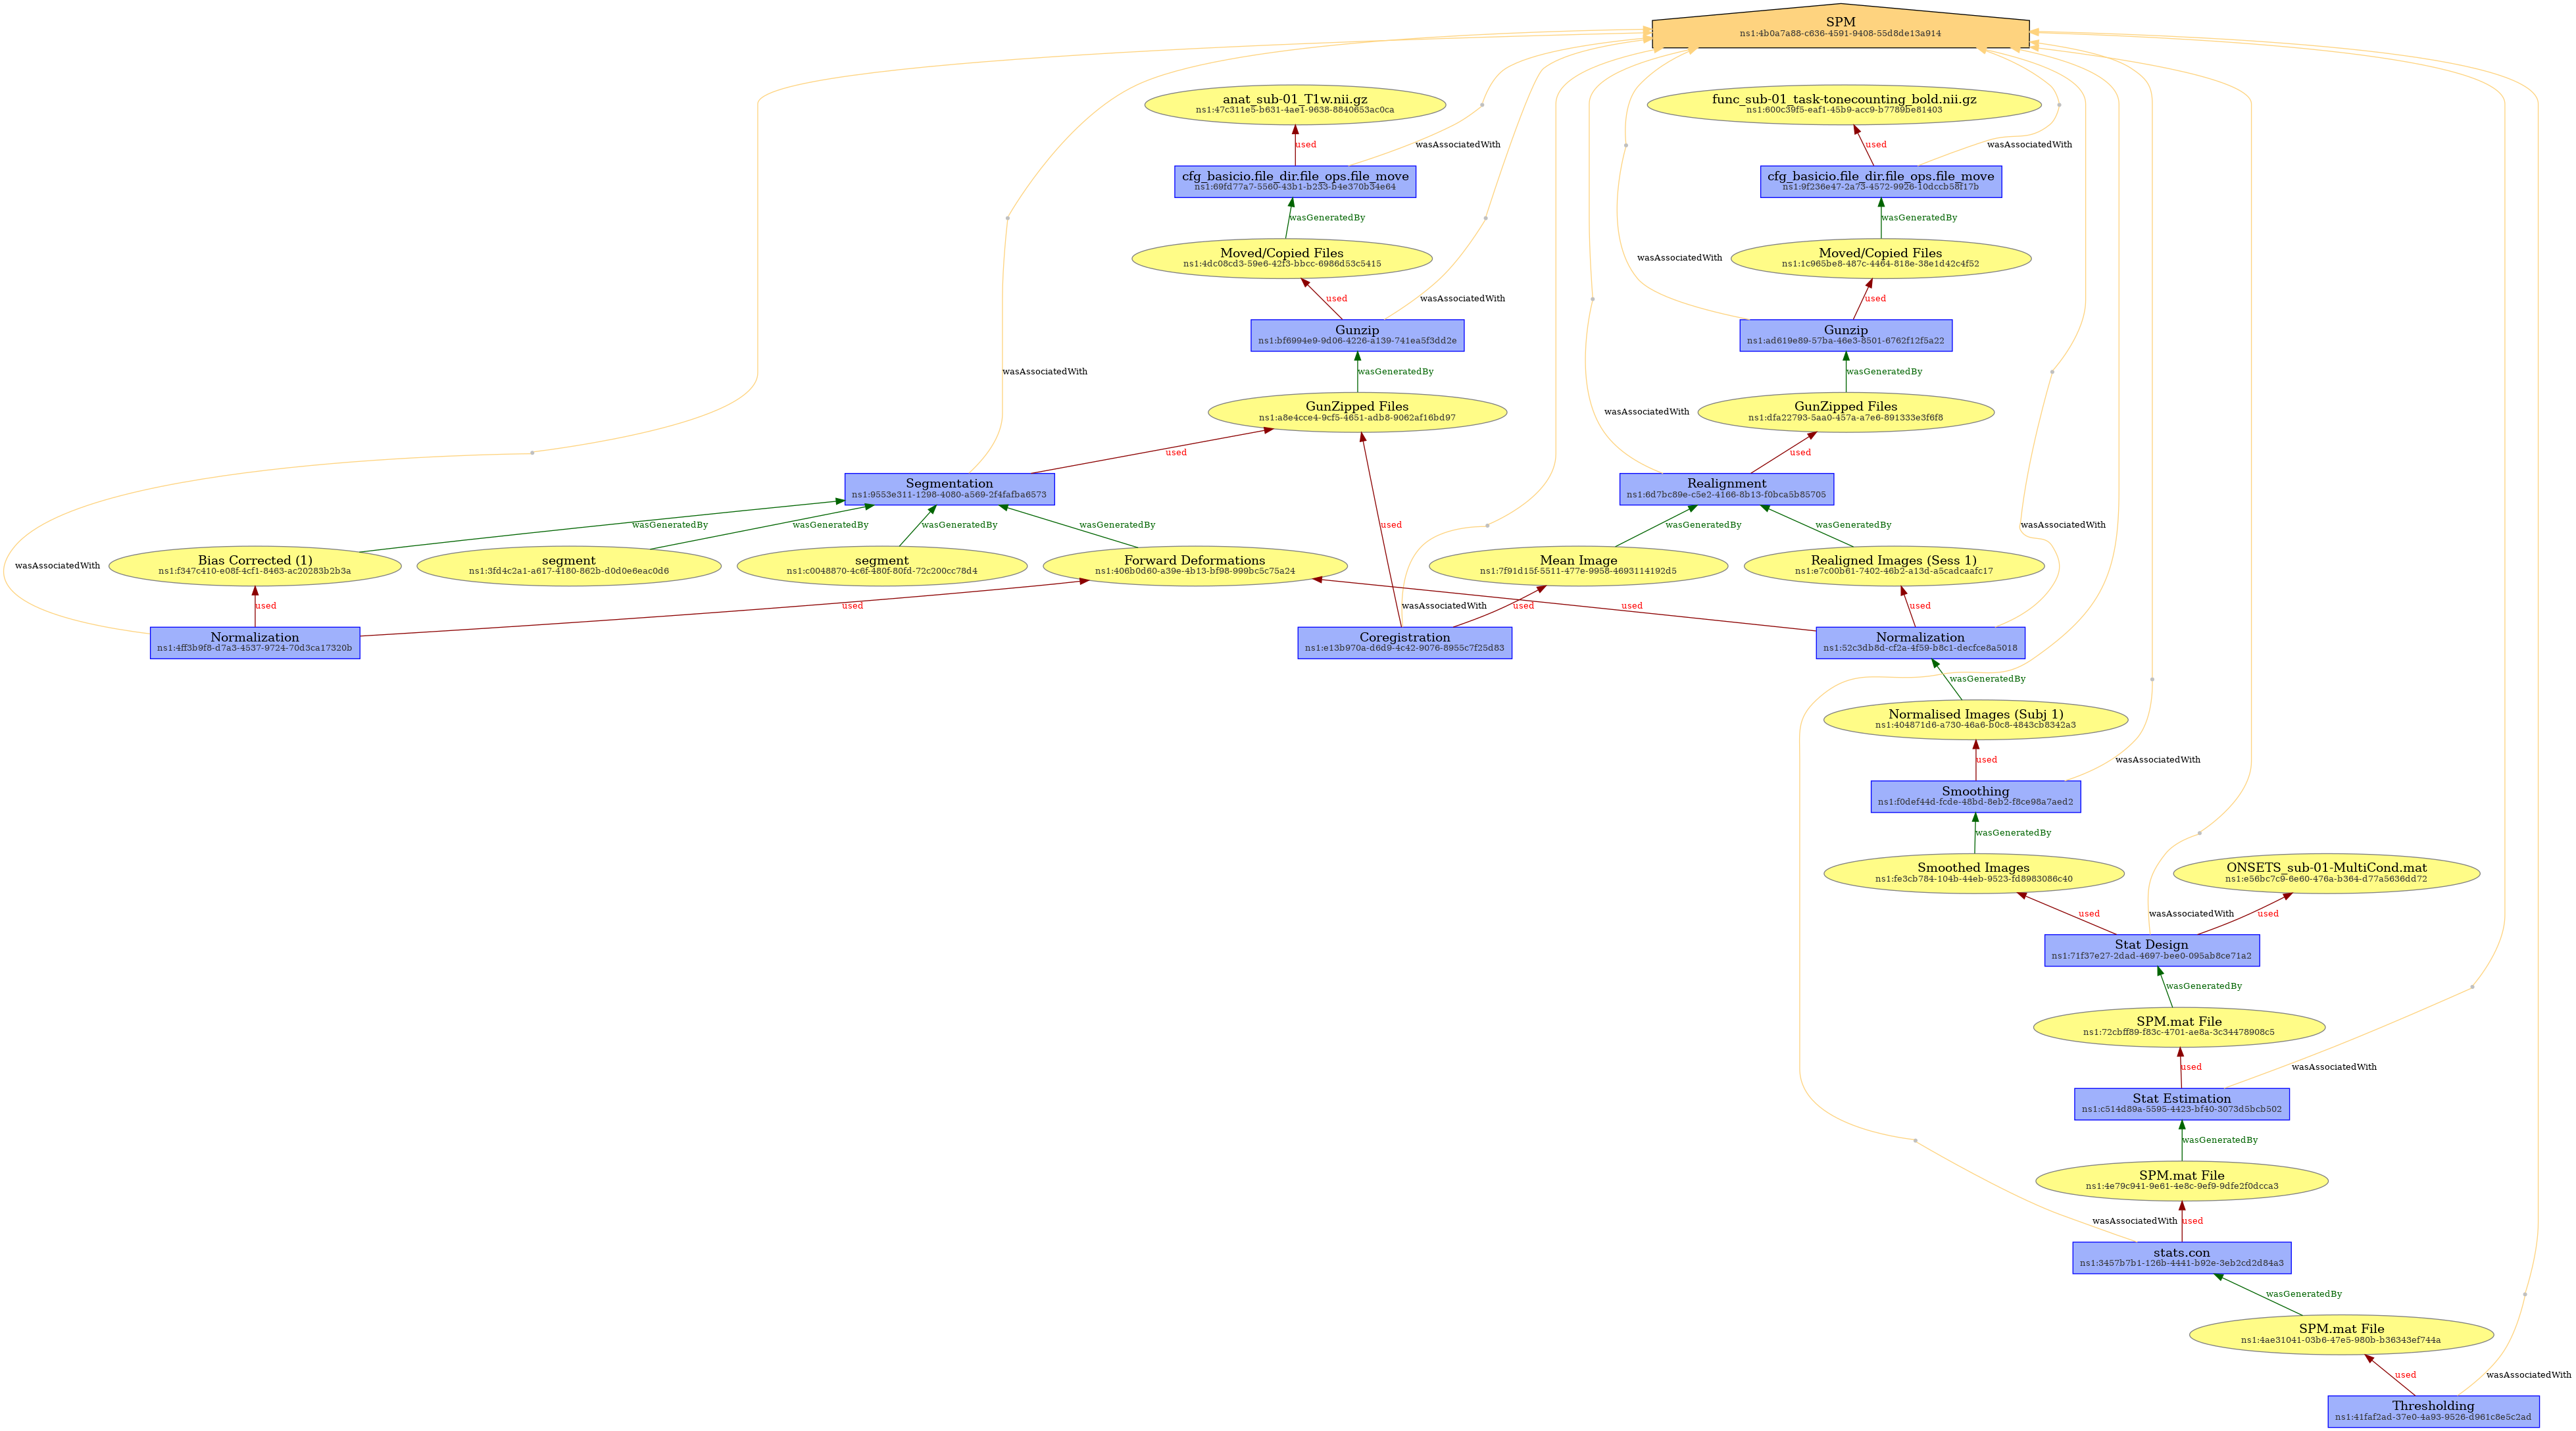 SPM
ns1:4b0a7a88-c636-4591-9408-55d8de13a914
anat_sub-01_T1w.nii.gz
ns1:47c311e5-b631-4ae1-9638-8840653ac0ca
func_sub-01_task-tonecounting_bold.nii.gz
ns1:600c39f5-eaf1-45b9-acc9-b7789be81403
used
wasAssociatedWith
used
wasAssociatedWith
cfg_basicio.file_dir.file_ops.file_move
ns1:69fd77a7-5560-43b1-b233-b4e370b34e64
cfg_basicio.file_dir.file_ops.file_move
ns1:9f236e47-2a73-4572-9926-10dccb58f17b
wasGeneratedBy
wasGeneratedBy
Moved/Copied Files
ns1:4dc08cd3-59e6-42f3-bbcc-6986d53c5415
wasAssociatedWith
Moved/Copied Files
ns1:1c965be8-487c-4464-818e-38e1d42c4f52
used
wasAssociatedWith
used
Gunzip
ns1:bf6994e9-9d06-4226-a139-741ea5f3dd2e
Gunzip
ns1:ad619e89-57ba-46e3-8501-6762f12f5a22
wasAssociatedWith
wasGeneratedBy
wasGeneratedBy
GunZipped Files
ns1:a8e4cce4-9cf5-4651-adb8-9062af16bd97
wasAssociatedWith
GunZipped Files
ns1:dfa22793-5aa0-457a-a7e6-891333e3f6f8
used
used
Segmentation
ns1:9553e311-1298-4080-a569-2f4fafba6573
Realignment
ns1:6d7bc89e-c5e2-4166-8b13-f0bca5b85705
wasGeneratedBy
wasGeneratedBy
wasGeneratedBy
wasGeneratedBy
used
wasGeneratedBy
wasGeneratedBy
wasAssociatedWith
wasAssociatedWith
Bias Corrected (1)
ns1:f347c410-e08f-4cf1-8463-ac20283b2b3a
segment
ns1:3fd4c2a1-a617-4180-862b-d0d0e6eac0d6
segment
ns1:c0048870-4c6f-480f-80fd-72c200cc78d4
Forward Deformations
ns1:406b0d60-a39e-4b13-bf98-999bc5c75a24
Mean Image
ns1:7f91d15f-5511-477e-9958-4693114192d5
Realigned Images (Sess 1)
ns1:e7c00b61-7402-46b2-a13d-a5cadcaafc17
used
used
wasAssociatedWith
used
used
used
Normalization
ns1:4ff3b9f8-d7a3-4537-9724-70d3ca17320b
Coregistration
ns1:e13b970a-d6d9-4c42-9076-8955c7f25d83
Normalization
ns1:52c3db8d-cf2a-4f59-b8c1-decfce8a5018
wasGeneratedBy
Normalised Images (Subj 1)
ns1:404871d6-a730-46a6-b0c8-4843cb8342a3
used
wasAssociatedWith
Smoothing
ns1:f0def44d-fcde-48bd-8eb2-f8ce98a7aed2
wasGeneratedBy
Smoothed Images
ns1:fe3cb784-104b-44eb-9523-fd8983086c40
ONSETS_sub-01-MultiCond.mat
ns1:e56bc7c9-6e60-476a-b364-d77a5636dd72
used
wasAssociatedWith
used
Stat Design
ns1:71f37e27-2dad-4697-bee0-095ab8ce71a2
wasGeneratedBy
SPM.mat File
ns1:72cbff89-f83c-4701-ae8a-3c34478908c5
used
wasAssociatedWith
Stat Estimation
ns1:c514d89a-5595-4423-bf40-3073d5bcb502
wasGeneratedBy
SPM.mat File
ns1:4e79c941-9e61-4e8c-9ef9-9dfe2f0dcca3
wasAssociatedWith
used
stats.con
ns1:3457b7b1-126b-4441-b92e-3eb2cd2d84a3
wasGeneratedBy
SPM.mat File
ns1:4ae31041-03b6-47e5-980b-b36343ef744a
used
wasAssociatedWith
Thresholding
ns1:41faf2ad-37e0-4a93-9526-d961c8e5c2ad